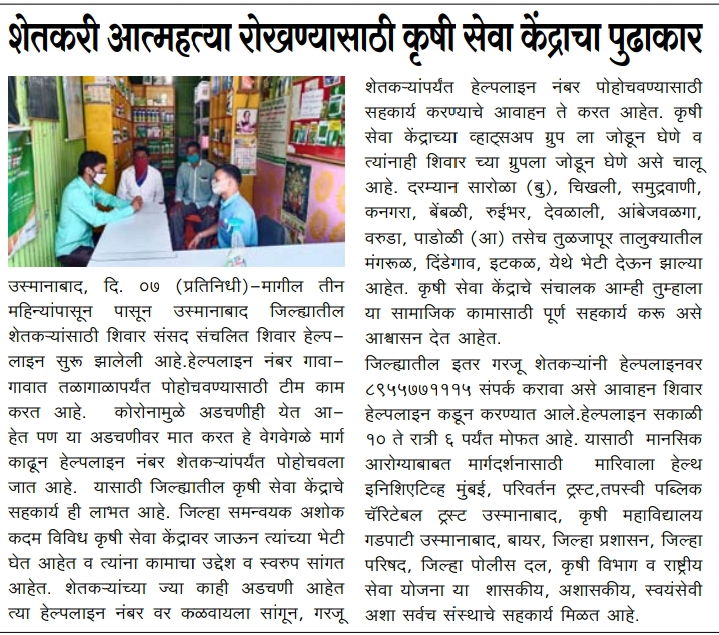 शेतकरी आत्महत्या रोखण्यासाठी कृषी सेवा केंद्राचा पुढाकार
उस्मानाबाद, दि. ०७ (प्रतिनिधी)-मागील तीन
महिन्यांपासून पासून उस्मानाबाद जिल्ह्यातील
शेतकऱ्यांसाठी शिवार संसद संचलित शिवार हेल्प-
लाइन सुरू झालेली आहे.हेल्पलाइन नंबर गावा-
गावात तळागाळापर्यंत पोहोचवण्यासाठी टीम काम
करत आहे. कोरोनामुळे अडचणीही येत आ-
हेत पण या अडचणीवर मात करत हे वेगवेगळे मार्ग
काढून हेल्पलाइन नंबर शेतकऱ्यांपर्यंत पोहोचवला
जात आहे. यासाठी जिल्ह्यातील कृषी सेवा केंद्राचे
सहकार्य ही लाभत आहे. जिल्हा समन्वयक अशोक
कदम विविध कृषी सेवा केंद्रावर जाऊन त्यांच्या भेटी
घेत आहेत व त्यांना कामाचा उद्देश व स्वरुप सांगत
आहेत. शेतकऱ्यांच्या ज्या काही अडचणी आहेत
त्या हेल्पलाइन नंबर वर कळवायला सांगून, गरजू
शेतकऱ्यांपर्यंत हेल्पलाइन नंबर पोहोचवण्यासाठी
सहकार्य करण्याचे आवाहन ते करत आहेत. कृषी
सेवा केंद्राच्या व्हाट्सअप ग्रुप ला जोडून घेणे व
त्यांनाही शिवार च्या ग्रुपला जोडून घेणे असे चालू
आहे. दरम्यान सारोळा (बु), चिखली, समुद्रवाणी,
कनगरा, बेंबळी, रुईभर, देवळाली, आंबेजवळगा,
वरुडा, पाडोळी (आ) तसेच तुळजापूर तालुक्यातील
मंगरूळ, दिंडेगाव, इटकळ, येथे भेटी देऊन झाल्या
आहेत. कृषी सेवा केंद्राचे संचालक आम्ही तुम्हाला
या सामाजिक कामासाठी पूर्ण सहकार्य करू असे
आश्वासन देत आहेत.
जिल्ह्यातील इतर गरजू शेतकऱ्यांनी हेल्पलाइनवर
८९५५७७१११५ संपर्क करावा असे आवाहन शिवार
हेल्पलाइन कडून करण्यात आले.हेल्पलाइन सकाळी
१० ते रात्री ६ पर्यंत मोफत आहे. यासाठी मानसिक
आरोग्याबाबत मार्गदर्शनासाठी मारिवाला हेल्थ
इनिशिएटिव्ह मुंबई, परिवर्तन ट्रस्ट,तपस्वी पब्लिक
चॅरिटेबल ट्रस्ट उस्मानाबाद, कृषी महाविद्यालय
गडपाटी उस्मानाबाद, बायर, जिल्हा प्रशासन, जिल्हा
परिषद, जिल्हा पोलीस दल, कृषी विभाग व राष्ट्रीय
सेवा योजना या शासकीय, अशासकीय, स्वयंसेवी
अशा सर्वच संस्थाचे सहकार्य मिळत आहे.